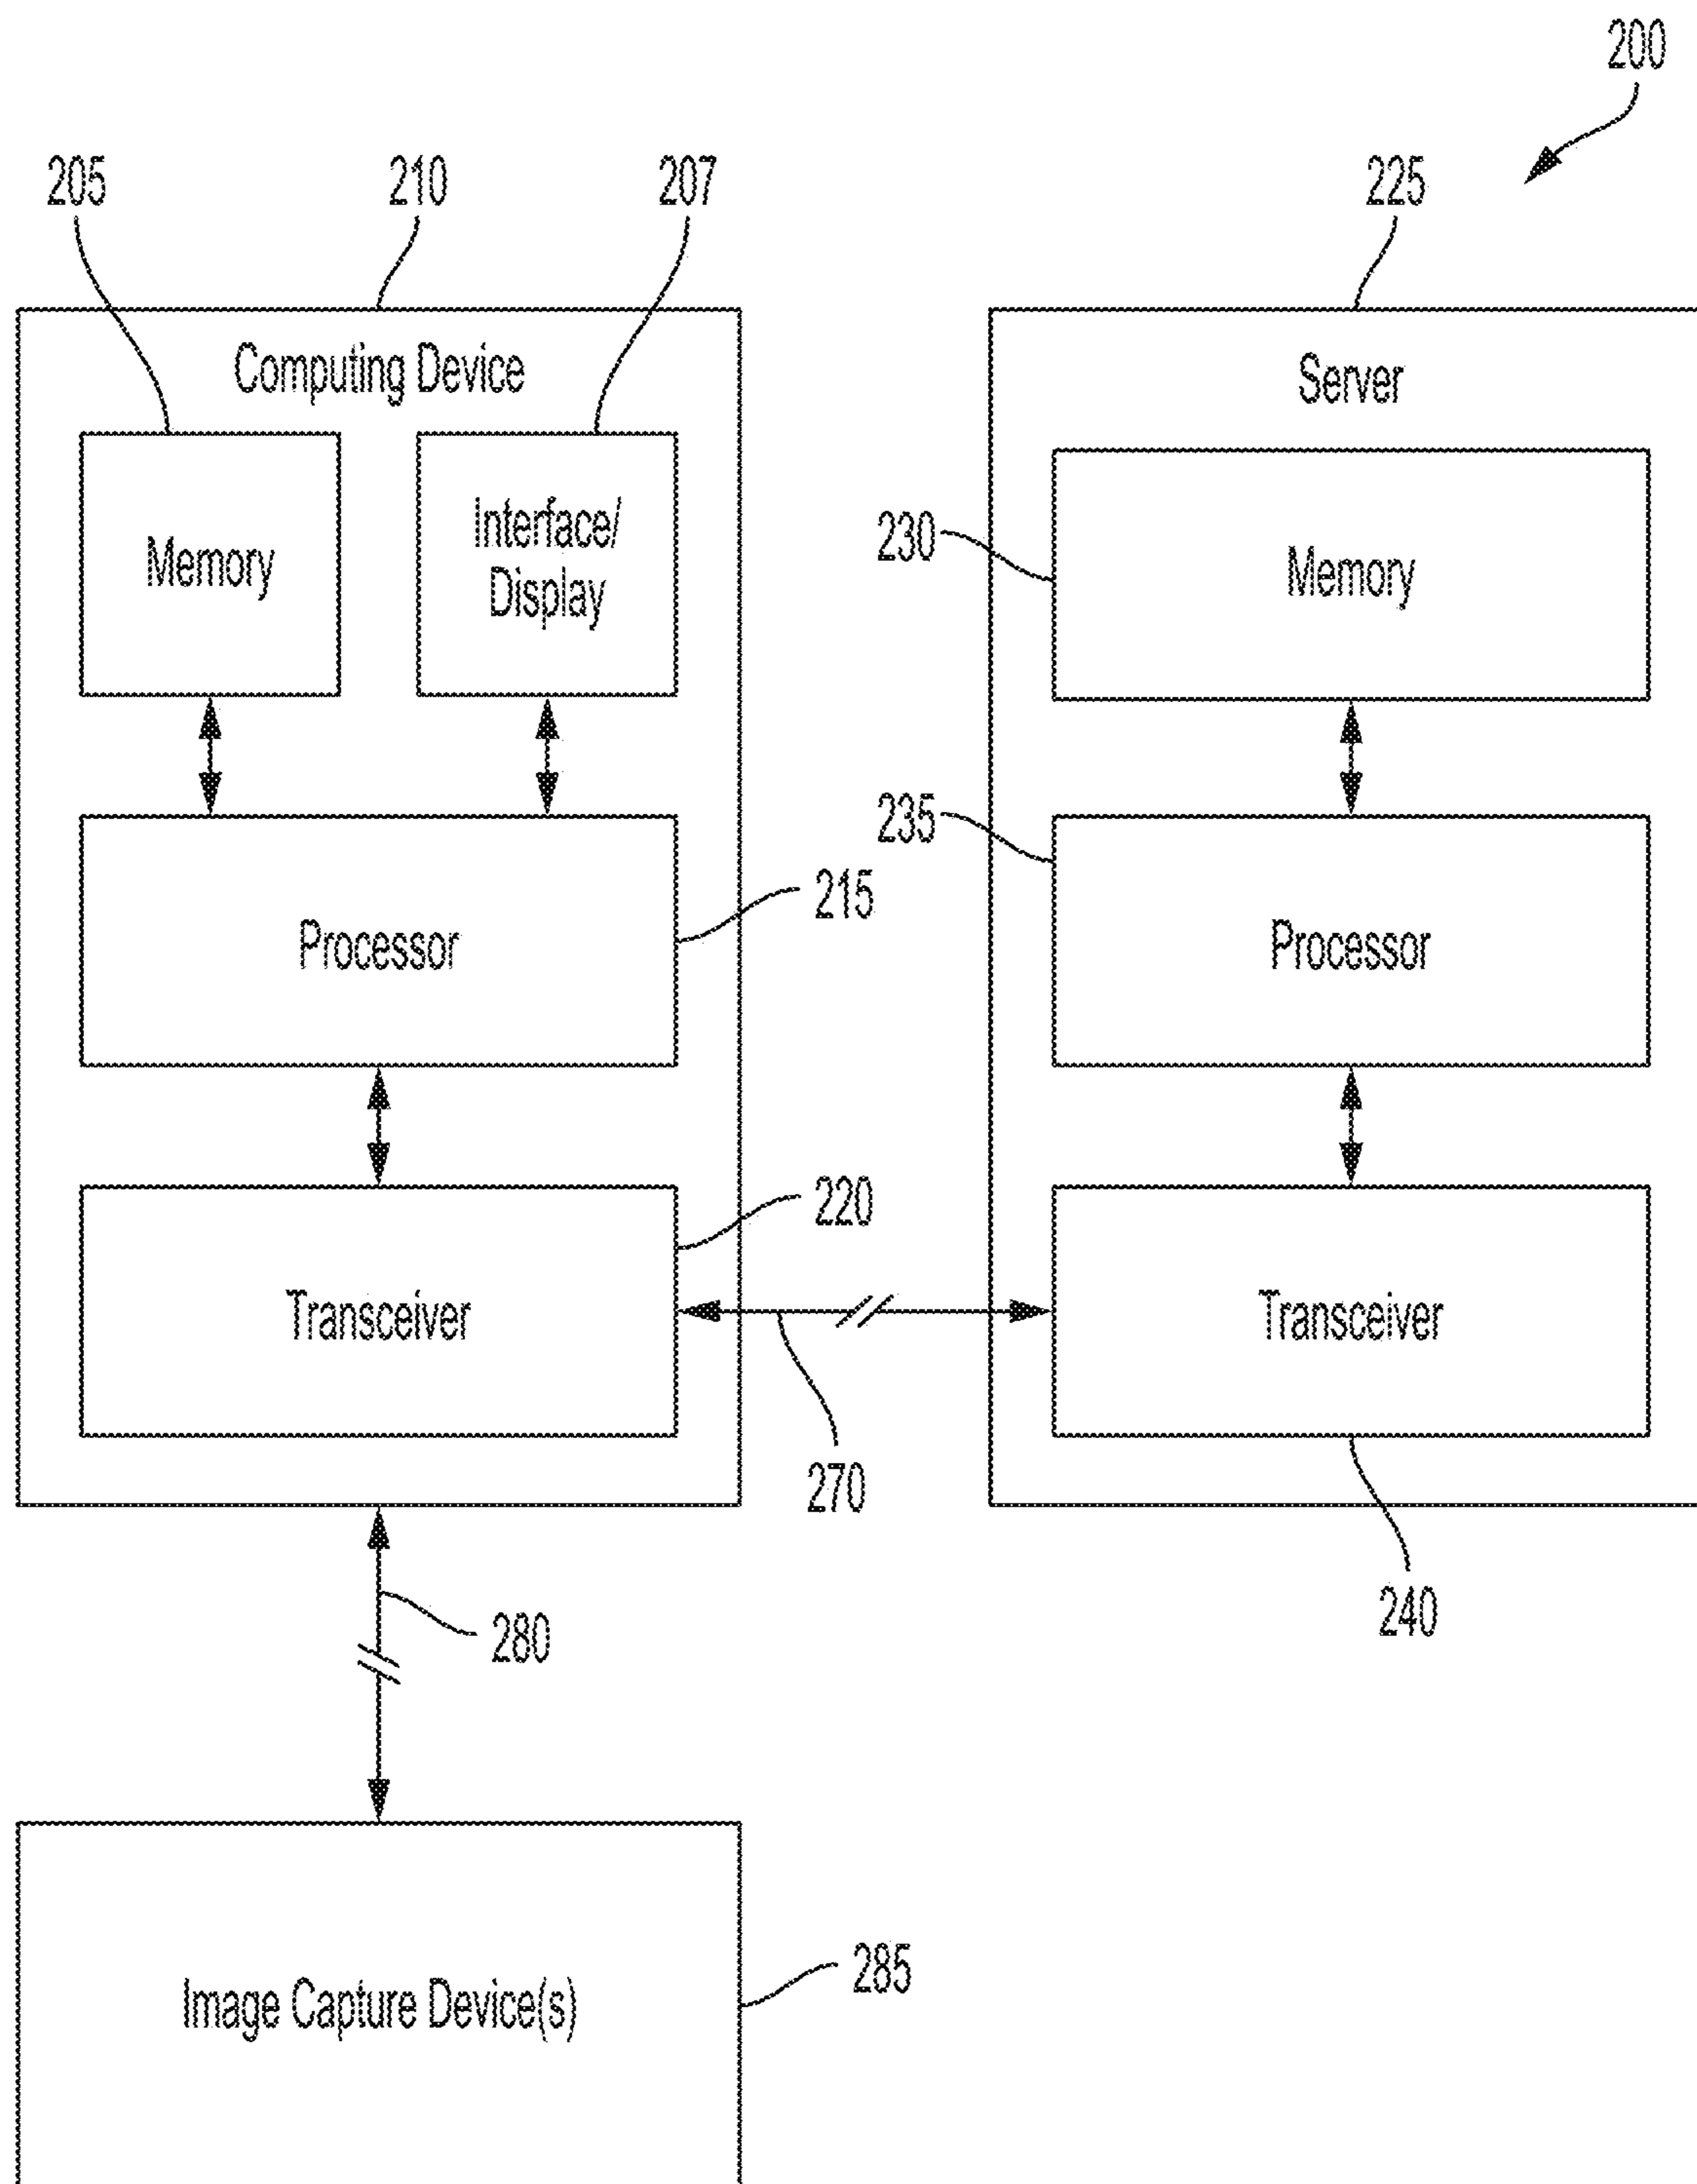 200
205
210
207
225
Computing Device
Server
Memory
Interface/
Display
230
Memory
235
215
Processor
Processor
220
Transceiver
Transceiver
270
280
240
Image Capture Device(s)
285